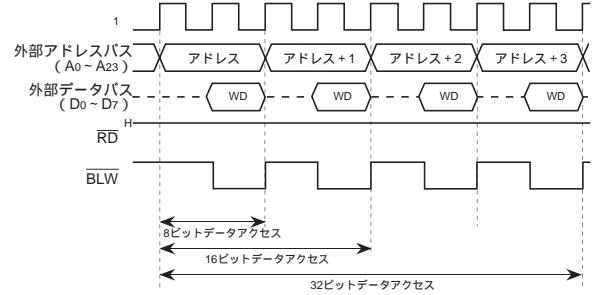 1
外部アドレスバス
(A0 ~ A23)
アドレス
アドレス + 1
アドレス + 2
アドレス + 3
外部データバス
(D0 ~ D7)
WD
WD
WD
WD
H
RD
BLW
8ビットデータアクセス
16ビットデータアクセス
32ビットデータアクセス